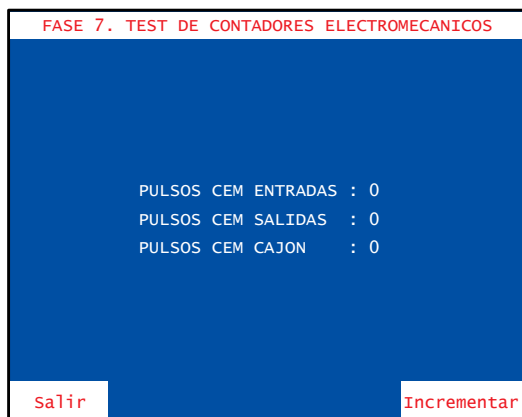 FASE 7. TEST DE CONTADORES ELECTROMECANICOS
PULSOS CEM ENTRADAS : 0
PULSOS CEM SALIDAS : 0
PULSOS CEM CAJON : 0
Salir Incrementar